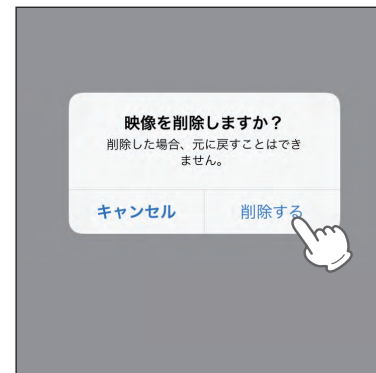 映像を削除しますか？
削除した場合、元に戻すことはでき
ません。
キャンセル
削除する